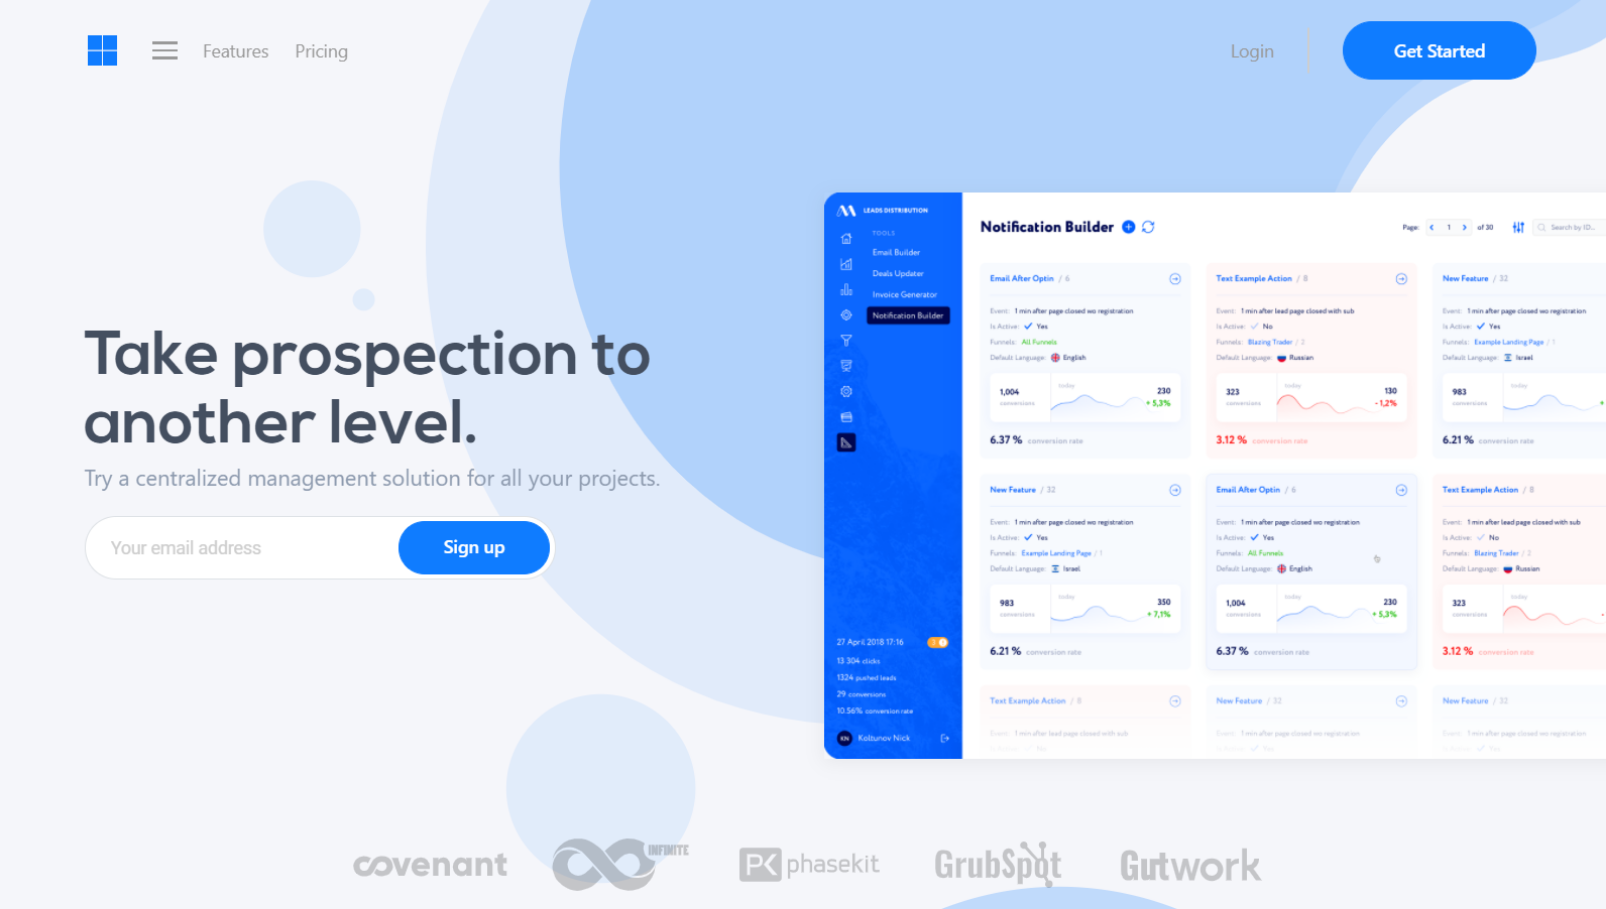 Features
Pricing
Login
Get Started
Take prospection to
another level.
Try a centralized management solution for all your projects.
Your email address
Sign up
LEADS DISTRIBUTION
TOOLS
Email Builder
Deals Updater
Invoice Generator
Notification Builder
27 April 2018 17:16
13 304 clicks
1324 pushed leads
29 conversions
10.56% conversion rate
KN Koltunov Nick
Notification Builder
Page: 1 of 30
Search by ID...
Email After Optin / 6
Event: 1 min after page closed wo registration
Is Active: Yes
Funnels: All Funnels
Default Language: English
1,004
conversions
today
230
+ 5,3%
6.37 % conversion rate
Text Example Action / 8
Event: 1 min after lead page closed with sub
Is Active: No
Funnels: Blazing Trader / 2
Default Language: Russian
323
conversions
today
130
- 1,2%
3.12 % conversion rate
New Feature / 32
Event: 1 min after page closed wo registration
Is Active: Yes
Funnels: Example Landing Page / 1
Default Language: Israel
983
conversions
today
6.21 % conversion rate
New Feature / 32
Event: 1 min after page closed wo registration
Is Active: Yes
Funnels: Example Landing Page / 1
Default Language: Israel
983
conversions
today
350
+ 7,1%
6.21 % conversion rate
Email After Optin / 6
Event: 1 min after page closed wo registration
Is Active: Yes
Funnels: All Funnels
Default Language: English
1,004
conversions
today
230
+ 5,3%
6.37 % conversion rate
Text Example Action / 8
Event: 1 min after lead page closed with sub
Is Active: No
Funnels: Blazing Trader / 2
Default Language: Russian
323
conversions
today
3.12 % conversion rate
Text Example Action / 8
Event: 1 min after lead page closed with sub
Is Active: No
New Feature / 32
Event: 1 min after page closed wo registration
Is Active: Yes
New Feature / 32
Event: 1 min after page closed wo registration
Is Active: Yes
covenant
INFINITE
PK phasekit
GrubSpot
Gutwork